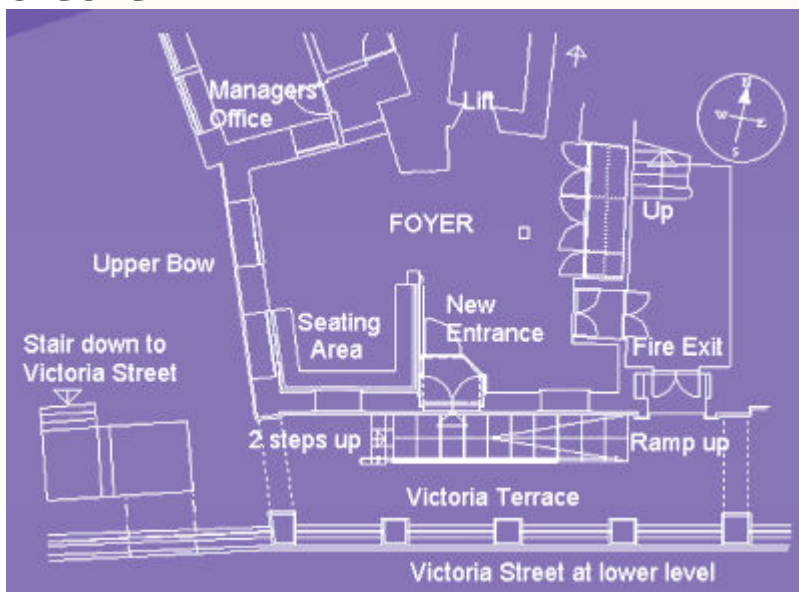 Managers'
Office
Lift
N
W
E
S
Up
FOYER
Upper Bow
New
Entrance
Seating
Area
Stair down to
Victoria Street
Fire Exit
2 steps up
Ramp up
Victoria Terrace
Victoria Street at lower level